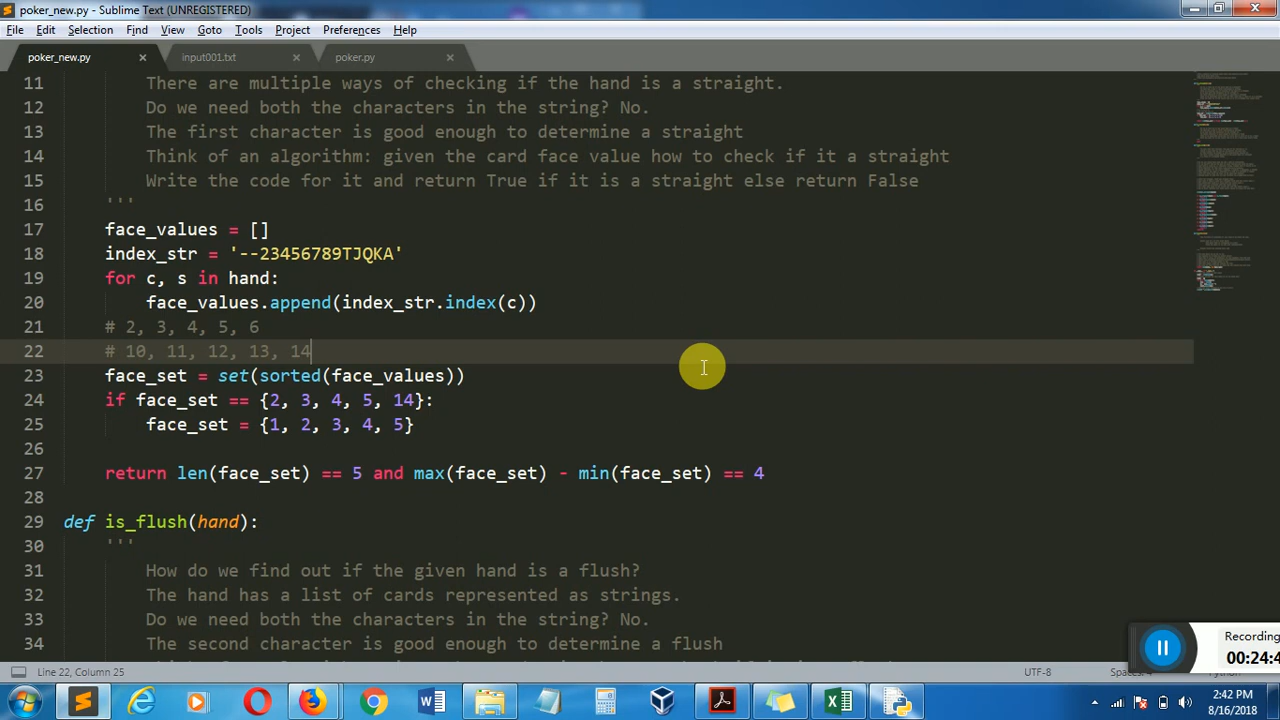 poker_new.py - Sublime Text (UNREGISTERED)
File Edit Selection Find View Goto Tools Project Preferences Help
poker_new.py input001.txt poker.py
11 There are multiple ways of checking if the hand is a straight.
12 Do we need both the characters in the string? No.
13 The first character is good enough to determine a straight
14 Think of an algorithm: given the card face value how to check if it a straight
15 Write the code for it and return True if it is a straight else return False
16 '''
17 face_values = []
18 index_str = '--23456789TJQKA'
19 for c, s in hand:
20 face_values.append(index_str.index(c))
21 # 2, 3, 4, 5, 6
22 # 10, 11, 12, 13, 14
23 face_set = set(sorted(face_values))
24 if face_set == {2, 3, 4, 5, 14}:
25 face_set = {1, 2, 3, 4, 5}
26
27 return len(face_set) == 5 and max(face_set) - min(face_set) == 4
28
29 def is_flush(hand):
30 '''
31 How do we find out if the given hand is a flush?
32 The hand has a list of cards represented as strings.
33 Do we need both the characters in the string? No.
34 The second character is good enough to determine a flush
Recording
00:24:4
Line 22, Column 25 UTF-8
2:42 PM
8/16/2018